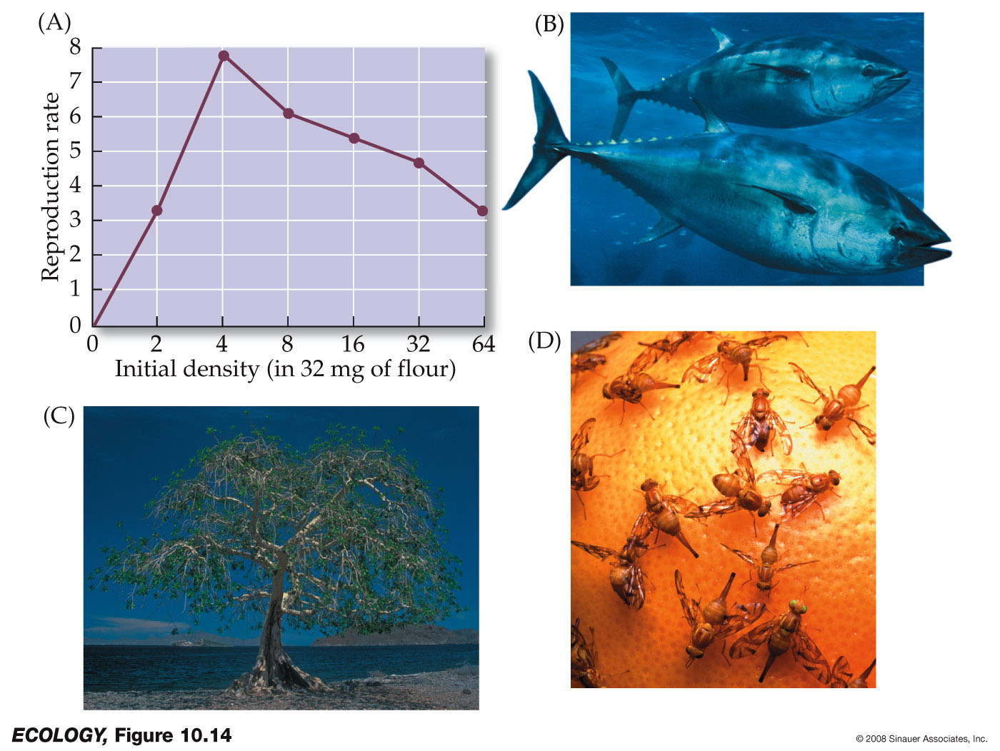 (A)
8
7
6
5
4
3
2
1
0
Reproduction rate
0 2 4 8 16 32 64
Initial density (in 32 mg of flour)
(B)
(C)
(D)
ECOLOGY, Figure 10.14
© 2008 Sinauer Associates, Inc.